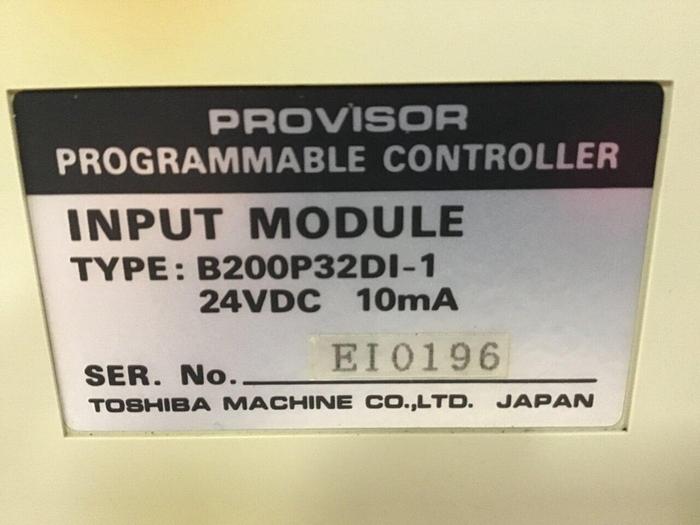 PROVISOR
PROGRAMMABLE CONTROLLER
INPUT MODULE
TYPE: B200P32DI-1
24VDC 10mA
SER. No. EI0196
TOSHIBA MACHINE CO.,LTD. JAPAN